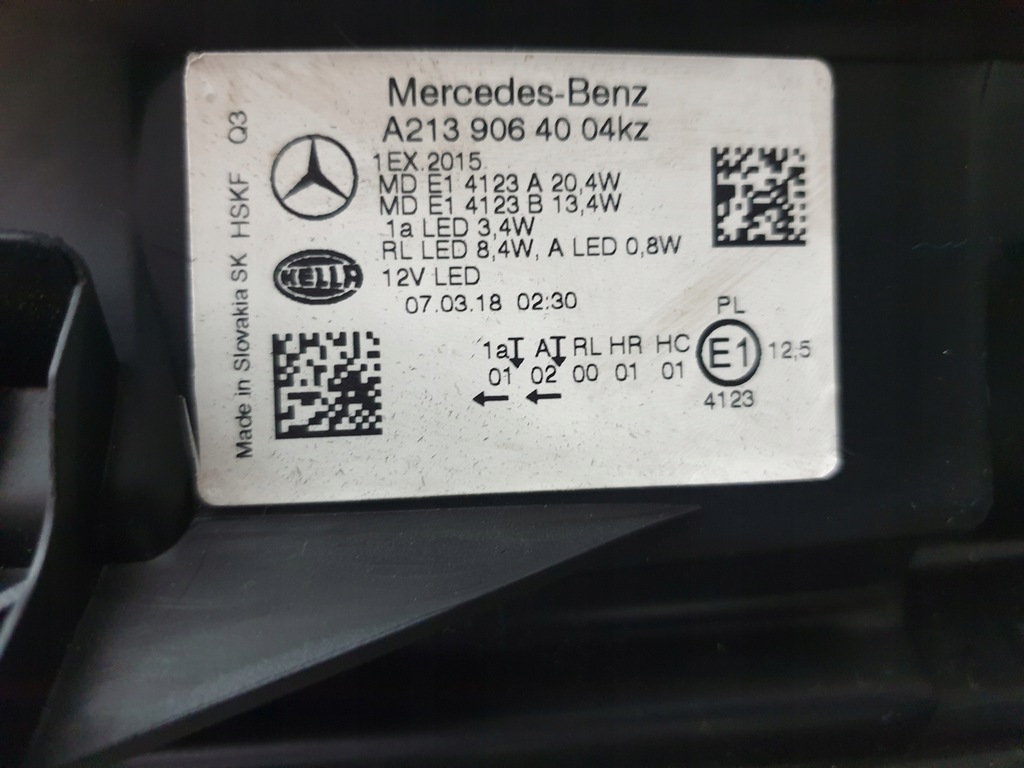 Mercedes-Benz
A213 906 40 04kz
1EX.2015
MD E1 4123 A 20,4W
MD E1 4123 B 13,4W
1a LED 3,4W
RL LED 8,4W, A LED 0,8W
12V LED
07.03.18 02:30
HELLA
Made in Slovakia SK HSKF Q3
1a AT RL HR HC
01 02 00 01 01
PL
E1 12,5
4123